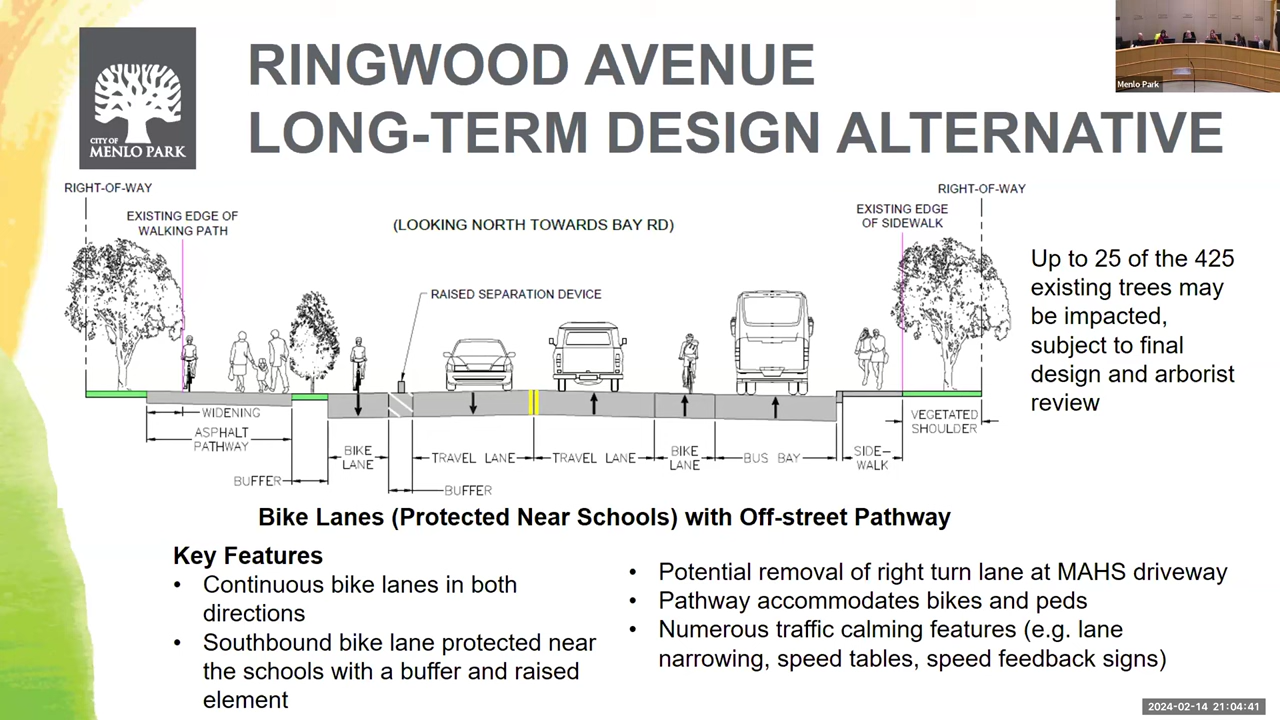 RINGWOOD AVENUE
LONG-TERM DESIGN ALTERNATIVE
CITY OF
MENLO PARK
Menlo Park
RIGHT-OF-WAY
RIGHT-OF-WAY
EXISTING EDGE OF
WALKING PATH
(LOOKING NORTH TOWARDS BAY RD)
EXISTING EDGE
OF SIDEWALK
RAISED SEPARATION DEVICE
Up to 25 of the 425
existing trees may
be impacted,
subject to final
design and arborist
review
WIDENING
ASPHALT
PATHWAY
BUFFER
BIKE
LANE
BUFFER
TRAVEL LANE
TRAVEL LANE
BIKE
LANE
BUS BAY
SIDE-
WALK
VEGETATED
SHOULDER
Bike Lanes (Protected Near Schools) with Off-street Pathway
Key Features
• Continuous bike lanes in both
directions
• Southbound bike lane protected near
the schools with a buffer and raised
element
• Potential removal of right turn lane at MAHS driveway
• Pathway accommodates bikes and peds
• Numerous traffic calming features (e.g. lane
narrowing, speed tables, speed feedback signs)
2024-02-14 21:04:41